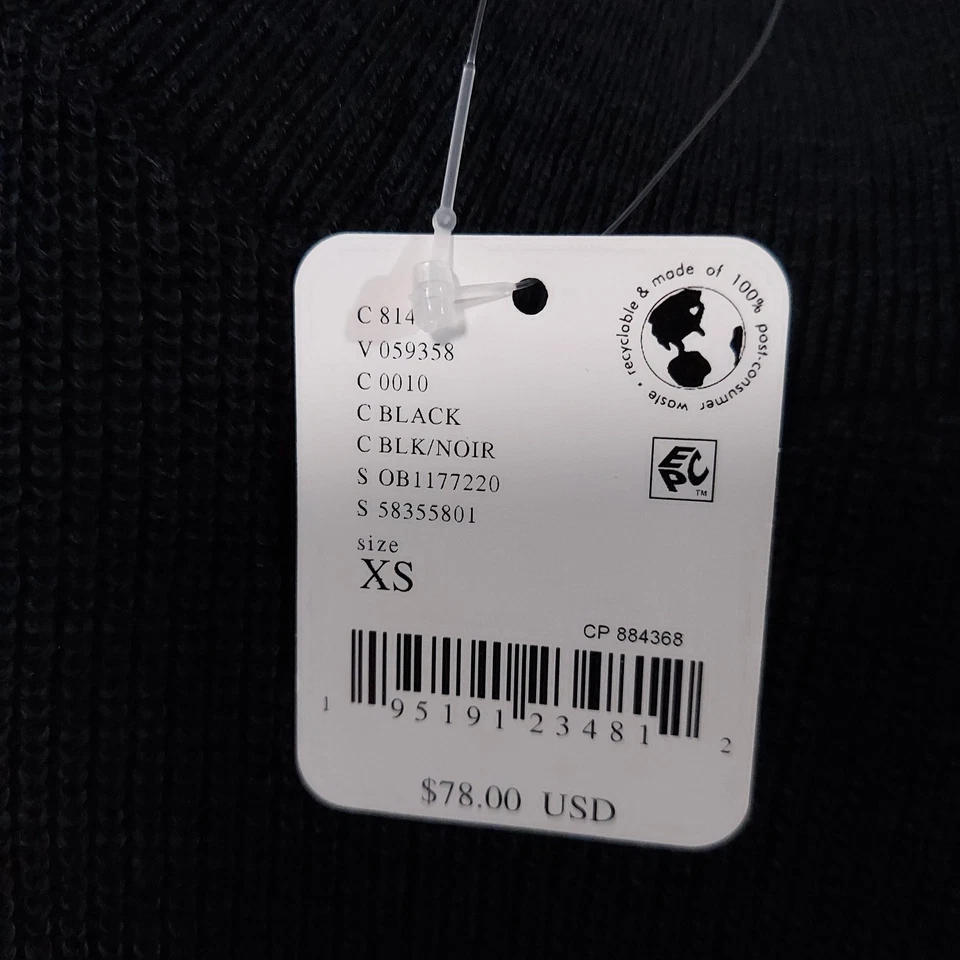 C 814
V 059358
C 0010
C BLACK
C BLK/NOIR
S OB1177220
S 58355801
size
XS
recyclable & made of 100% post-consumer waste •
EPC
TM
CP 884368
1 95191 23481 2
$78.00 USD